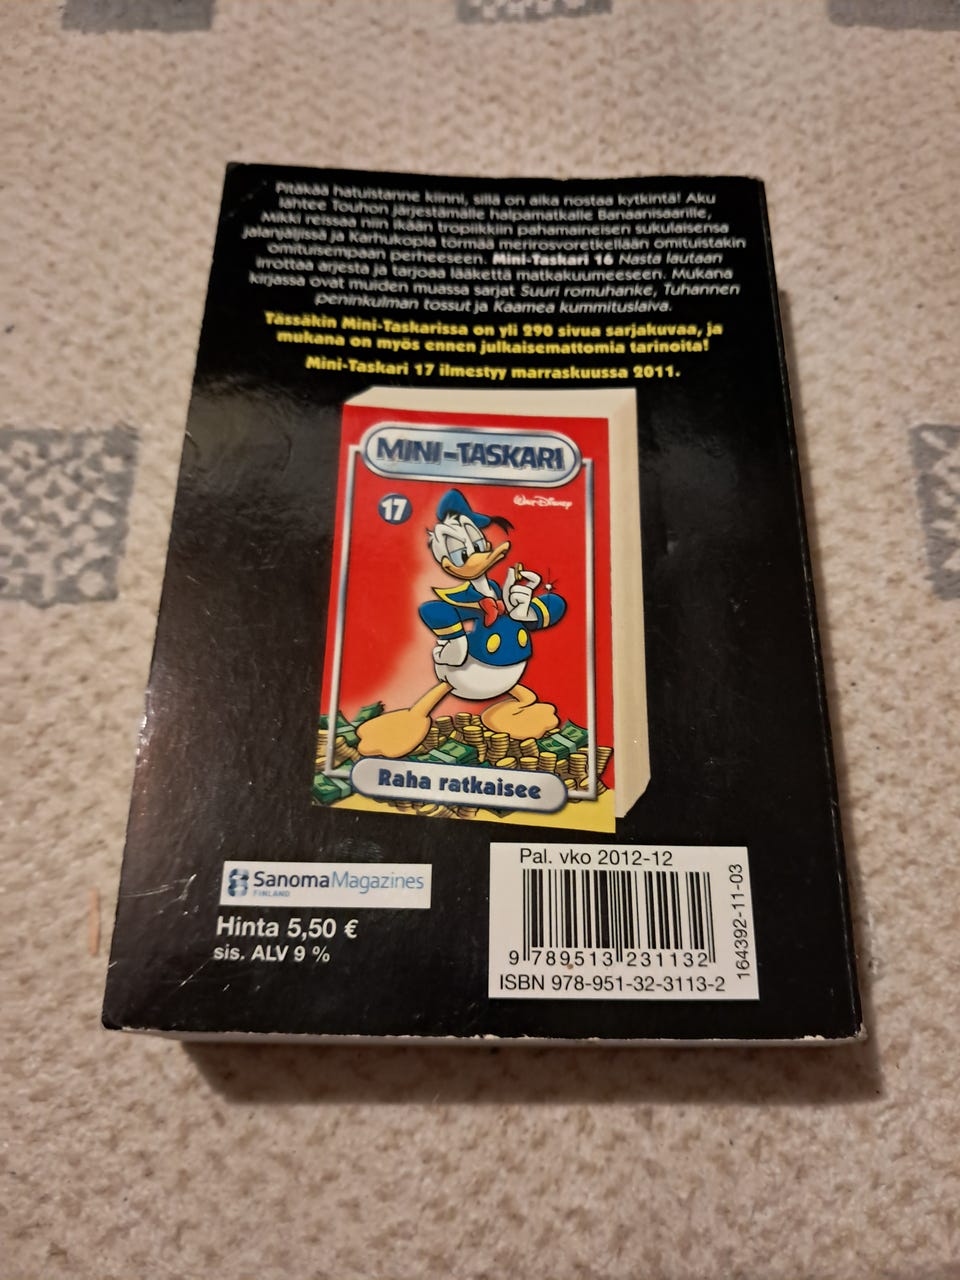 Pitäkää hatuistanne kiinni, sillä on aika nostaa kytkintä! Aku
lähtee Touhon järjestämälle halpamatkalle Banaanisaarille,
Mikki reissaa niin ikään tropiikkiin pahamaineisen sukulaisensa
jalanjäljissä ja Karhukopla törmää merirosvoretkellään omituistakin
omituisempaan perheeseen. Mini-Taskari 16 Nasta lautaan
irrottaa arjesta ja tarjoaa lääkettä matkakuumeeseen. Mukana
kirjassa ovat muiden muassa sarjat Suuri romuhanke, Tuhannen
peninkulman tossut ja Kaamea kummituslaiva.
Tässäkin Mini-Taskarissa on yli 290 sivua sarjakuvaa, ja
mukana on myös ennen julkaisemattomia tarinoita!
Mini-Taskari 17 ilmestyy marraskuussa 2011.
MINI-TASKARI
17
Walt Disney
Raha ratkaisee
SanomaMagazines
FINLAND
Hinta 5,50 €
sis. ALV 9 %
Pal. vko 2012-12
9 789513 231132
ISBN 978-951-32-3113-2
164392-11-03